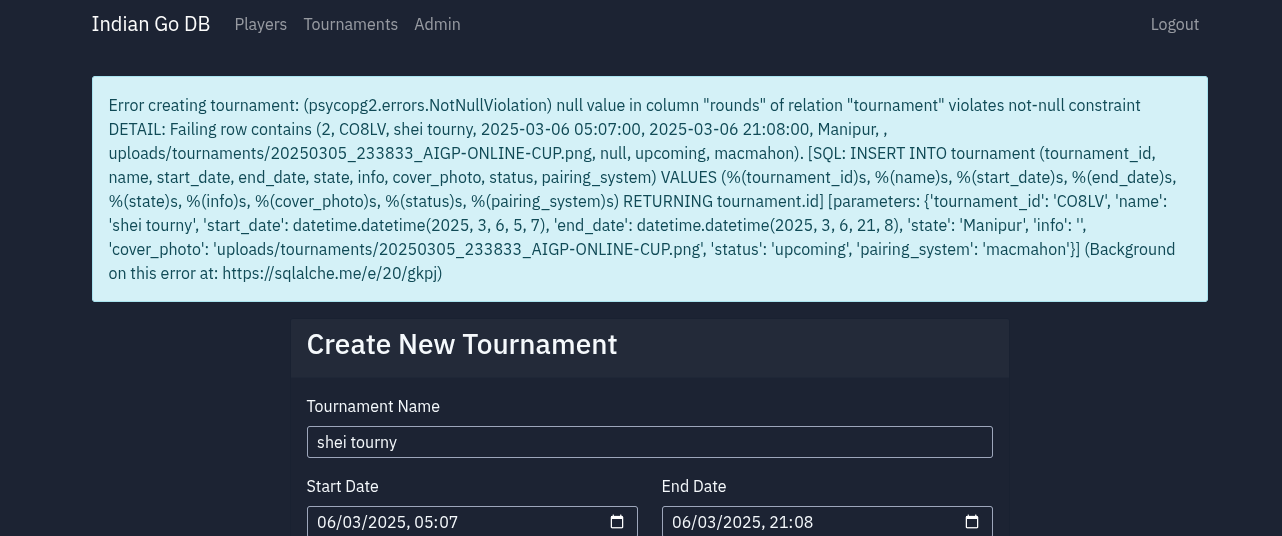 Indian Go DB Players Tournaments Admin Logout
Error creating tournament: (psycopg2.errors.NotNullViolation) null value in column "rounds" of relation "tournament" violates not-null constraint
DETAIL: Failing row contains (2, CO8LV, shei tourny, 2025-03-06 05:07:00, 2025-03-06 21:08:00, Manipur, ,
uploads/tournaments/20250305_233833_AIGP-ONLINE-CUP.png, null, upcoming, macmahon). [SQL: INSERT INTO tournament (tournament_id,
name, start_date, end_date, state, info, cover_photo, status, pairing_system) VALUES (%(tournament_id)s, %(name)s, %(start_date)s, %(end_date)s,
%(state)s, %(info)s, %(cover_photo)s, %(status)s, %(pairing_system)s) RETURNING tournament.id] [parameters: {'tournament_id': 'CO8LV', 'name':
'shei tourny', 'start_date': datetime.datetime(2025, 3, 6, 5, 7), 'end_date': datetime.datetime(2025, 3, 6, 21, 8), 'state': 'Manipur', 'info': '',
'cover_photo': 'uploads/tournaments/20250305_233833_AIGP-ONLINE-CUP.png', 'status': 'upcoming', 'pairing_system': 'macmahon'}] (Background
on this error at: https://sqlalche.me/e/20/gkpj)
Create New Tournament
Tournament Name
shei tourny
Start Date End Date
06/03/2025, 05:07 06/03/2025, 21:08